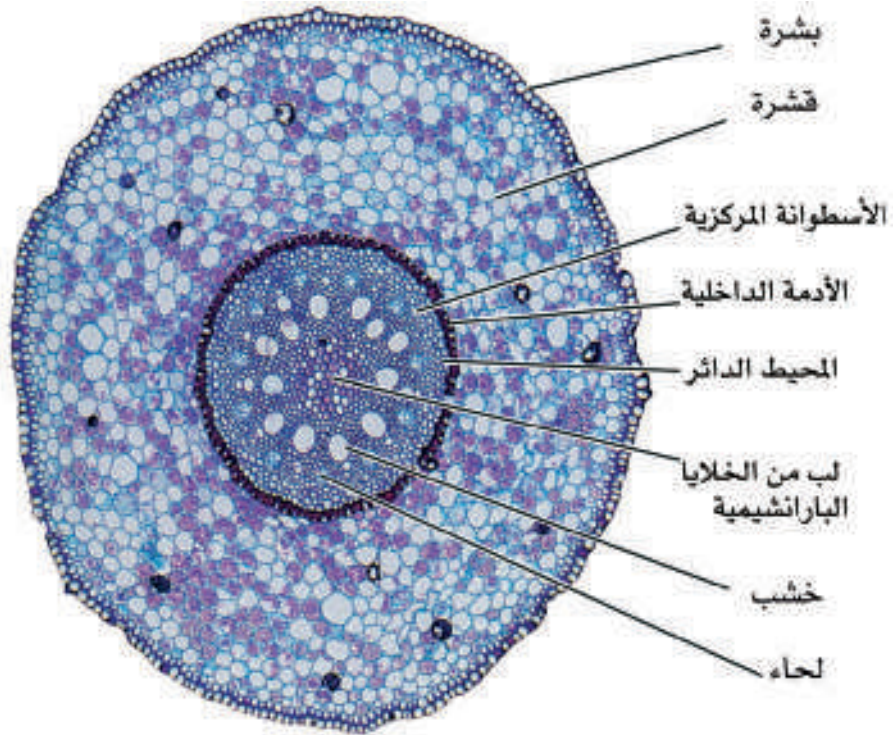 بشرة
قشرة
الأسطوانة المركزية
الأدمة الداخلية
المحيط الدائر
لب من الخلايا
البارانشيمية
خشب
لحاء